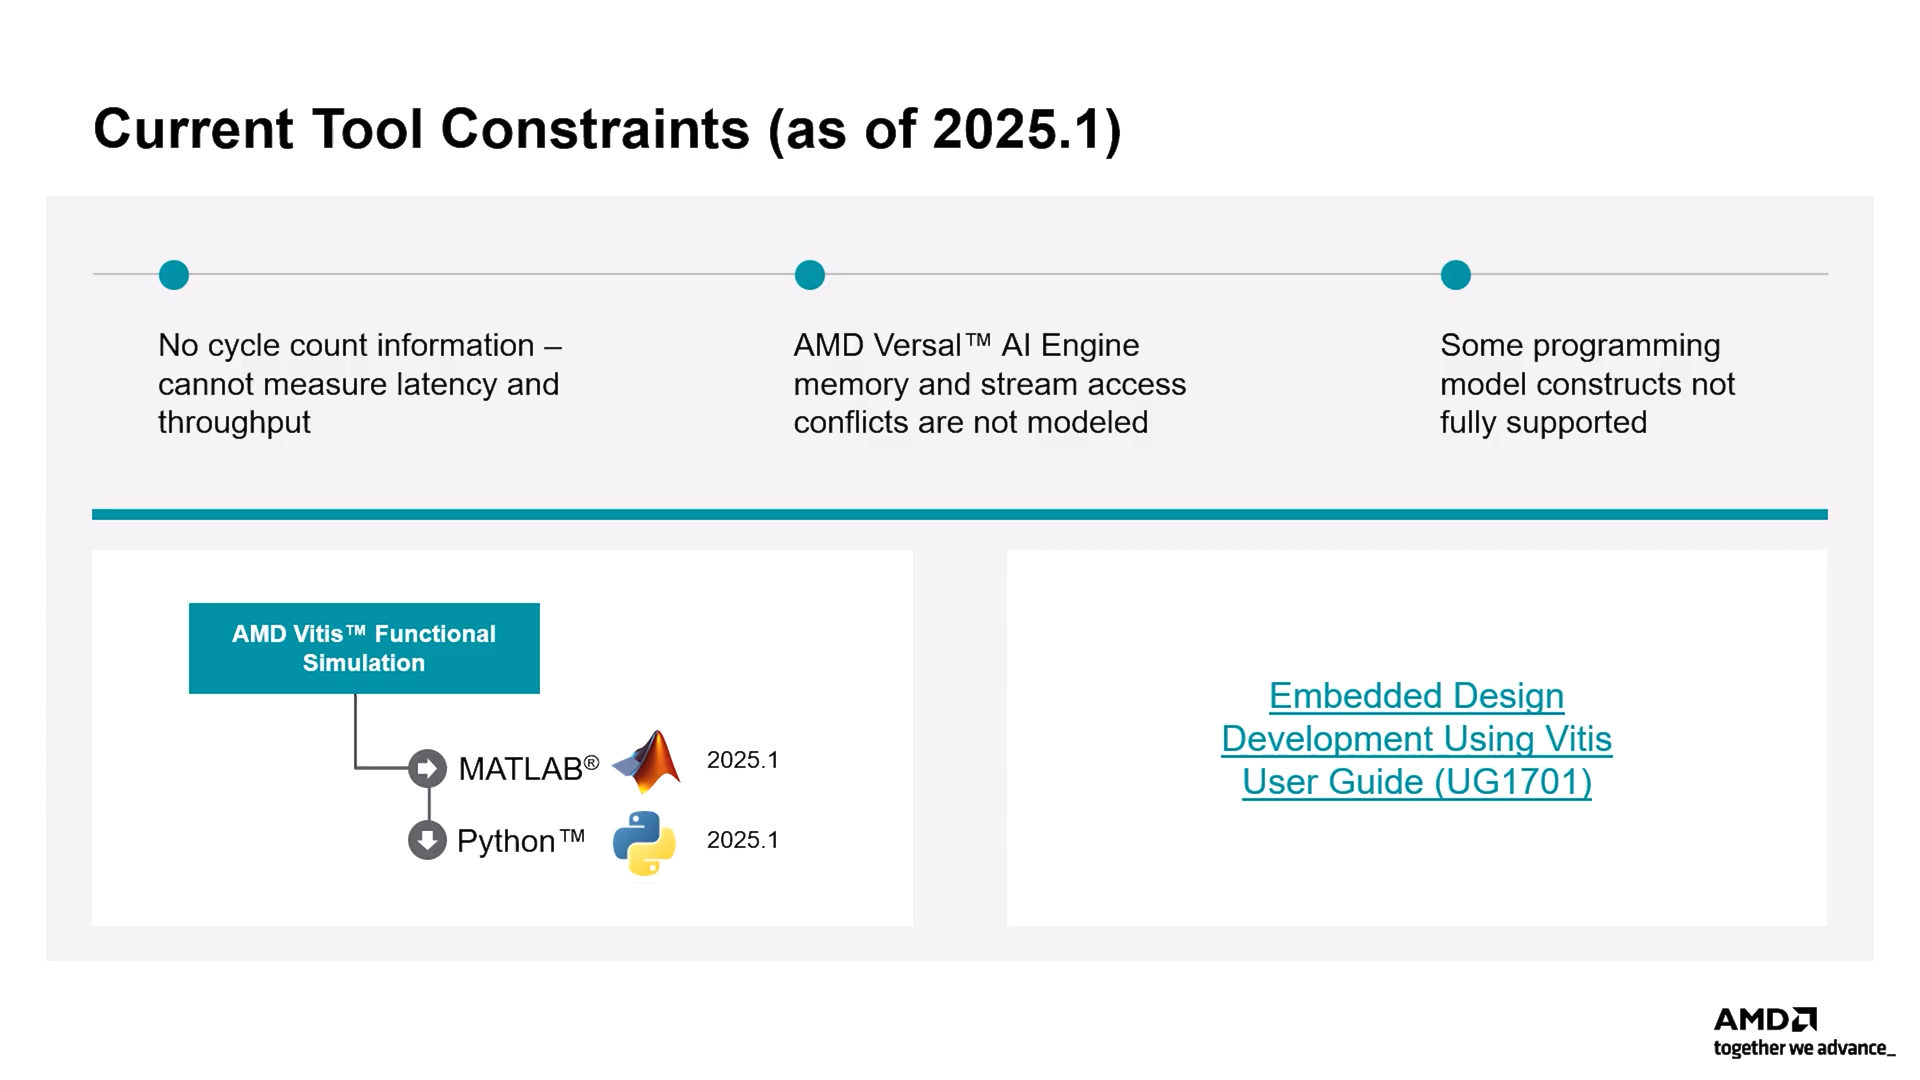 Current Tool Constraints (as of 2025.1)
No cycle count information –
cannot measure latency and
throughput
AMD Versal™ AI Engine
memory and stream access
conflicts are not modeled
Some programming
model constructs not
fully supported
AMD Vitis™ Functional
Simulation
MATLAB® 2025.1
Python™ 2025.1
Embedded Design
Development Using Vitis
User Guide (UG1701)
AMD
together we advance_